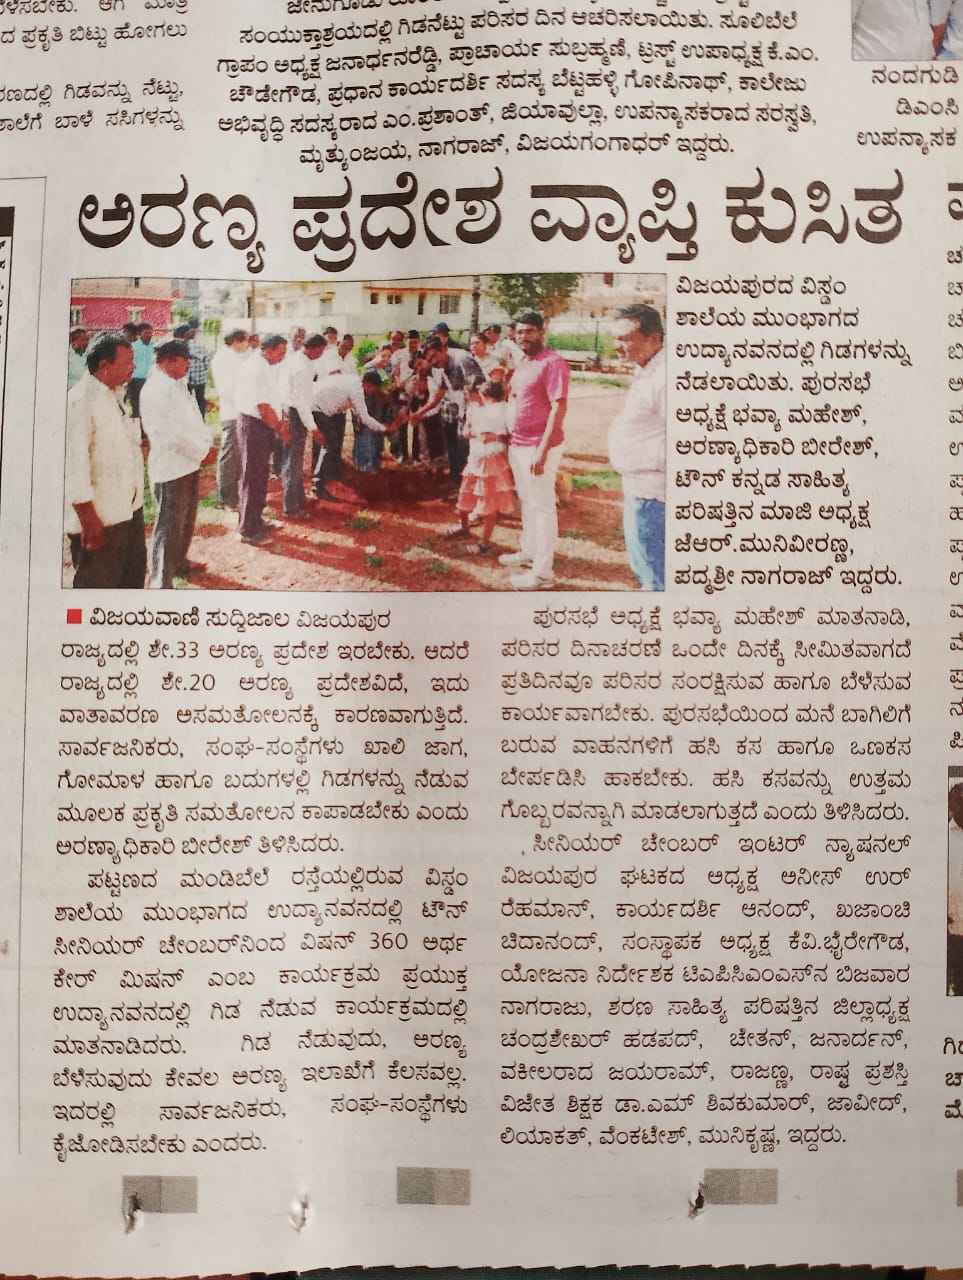 ಪ್ರಕೃತಿ ಬಿಟ್ಟು ಹೋಗಲು
ಗಿಡವನ್ನು ನೆಟ್ಟು,
ಬಾಳೆ ಸಸಿಗಳನ್ನು
ಸಂಯುಕ್ತಾಶ್ರಯದಲ್ಲಿ ಗಿಡನೆಟ್ಟು ಪರಿಸರ ದಿನ ಆಚರಿಸಲಾಯಿತು. ಸೂಲಿಬೆಲೆ
ಗ್ರಾಪಂ ಅಧ್ಯಕ್ಷ ಜನಾರ್ಧನರೆಡ್ಡಿ, ಪ್ರಾಚಾರ್ಯ ಸುಬ್ರಹ್ಮಣಿ, ಟ್ರಸ್ಟ್ ಉಪಾಧ್ಯಕ್ಷ ಕೆ.ಎಂ.
ಚೌಡೇಗೌಡ, ಪ್ರಧಾನ ಕಾರ್ಯದರ್ಶಿ ಸದಸ್ಯ ಬೆಟ್ಟಹಳ್ಳಿ ಗೋಪಿನಾಥ್, ಕಾಲೇಜು
ಅಭಿವೃದ್ಧಿ ಸದಸ್ಯರಾದ ಎಂ.ಪ್ರಶಾಂತ್, ಜಿಯಾವುಲ್ಲಾ, ಉಪನ್ಯಾಸಕರಾದ ಸರಸ್ವತಿ,
ಮೃತ್ಯುಂಜಯ, ನಾಗರಾಜ್, ವಿಜಯಗಂಗಾಧರ್ ಇದ್ದರು.
ನಂದಗುಡಿ
ಡಿಎಂಸಿ
ಉಪನ್ಯಾಸಕ
ಅರಣ್ಯ ಪ್ರದೇಶ ವ್ಯಾಪ್ತಿ ಕುಸಿತ
ವಿಜಯಪುರದ ವಿಸ್ಡಂ
ಶಾಲೆಯ ಮುಂಭಾಗದ
ಉದ್ಯಾನವನದಲ್ಲಿ ಗಿಡಗಳನ್ನು
ನೆಡಲಾಯಿತು. ಪುರಸಭೆ
ಅಧ್ಯಕ್ಷೆ ಭವ್ಯಾ ಮಹೇಶ್,
ಅರಣ್ಯಾಧಿಕಾರಿ ಬೀರೇಶ್,
ಟೌನ್ ಕನ್ನಡ ಸಾಹಿತ್ಯ
ಪರಿಷತ್ತಿನ ಮಾಜಿ ಅಧ್ಯಕ್ಷ
ಜೆಆರ್.ಮುನಿವೀರಣ್ಣ,
ಪದ್ಮಶ್ರೀ ನಾಗರಾಜ್ ಇದ್ದರು.
■ ವಿಜಯವಾಣಿ ಸುದ್ದಿಜಾಲ ವಿಜಯಪುರ
ರಾಜ್ಯದಲ್ಲಿ ಶೇ.33 ಅರಣ್ಯ ಪ್ರದೇಶ ಇರಬೇಕು. ಆದರೆ
ರಾಜ್ಯದಲ್ಲಿ ಶೇ.20 ಅರಣ್ಯ ಪ್ರದೇಶವಿದೆ, ಇದು
ವಾತಾವರಣ ಅಸಮತೋಲನಕ್ಕೆ ಕಾರಣವಾಗುತ್ತಿದೆ.
ಸಾರ್ವಜನಿಕರು, ಸಂಘ-ಸಂಸ್ಥೆಗಳು ಖಾಲಿ ಜಾಗ,
ಗೋಮಾಳ ಹಾಗೂ ಬದುಗಳಲ್ಲಿ ಗಿಡಗಳನ್ನು ನೆಡುವ
ಮೂಲಕ ಪ್ರಕೃತಿ ಸಮತೋಲನ ಕಾಪಾಡಬೇಕು ಎಂದು
ಅರಣ್ಯಾಧಿಕಾರಿ ಬೀರೇಶ್ ತಿಳಿಸಿದರು.
ಪಟ್ಟಣದ ಮಂಡಿಬೆಲೆ ರಸ್ತೆಯಲ್ಲಿರುವ ವಿಸ್ಡಂ
ಶಾಲೆಯ ಮುಂಭಾಗದ ಉದ್ಯಾನವನದಲ್ಲಿ ಟೌನ್
ಸೀನಿಯರ್ ಚೇಂಬರ್‌ನಿಂದ ವಿಷನ್ 360 ಅರ್ಥ
ಕೇರ್ ಮಿಷನ್ ಎಂಬ ಕಾರ್ಯಕ್ರಮ ಪ್ರಯುಕ್ತ
ಉದ್ಯಾನವನದಲ್ಲಿ ಗಿಡ ನೆಡುವ ಕಾರ್ಯಕ್ರಮದಲ್ಲಿ
ಮಾತನಾಡಿದರು. ಗಿಡ ನೆಡುವುದು, ಅರಣ್ಯ
ಬೆಳೆಸುವುದು ಕೇವಲ ಅರಣ್ಯ ಇಲಾಖೆಗೆ ಕೆಲಸವಲ್ಲ.
ಇದರಲ್ಲಿ ಸಾರ್ವಜನಿಕರು, ಸಂಘ-ಸಂಸ್ಥೆಗಳು
ಕೈಜೋಡಿಸಬೇಕು ಎಂದರು.
ಪುರಸಭೆ ಅಧ್ಯಕ್ಷೆ ಭವ್ಯಾ ಮಹೇಶ್ ಮಾತನಾಡಿ,
ಪರಿಸರ ದಿನಾಚರಣೆ ಒಂದೇ ದಿನಕ್ಕೆ ಸೀಮಿತವಾಗದೆ
ಪ್ರತಿದಿನವೂ ಪರಿಸರ ಸಂರಕ್ಷಿಸುವ ಹಾಗೂ ಬೆಳೆಸುವ
ಕಾರ್ಯವಾಗಬೇಕು. ಪುರಸಭೆಯಿಂದ ಮನೆ ಬಾಗಿಲಿಗೆ
ಬರುವ ವಾಹನಗಳಿಗೆ ಹಸಿ ಕಸ ಹಾಗೂ ಒಣಕಸ
ಬೇರ್ಪಡಿಸಿ ಹಾಕಬೇಕು. ಹಸಿ ಕಸವನ್ನು ಉತ್ತಮ
ಗೊಬ್ಬರವನ್ನಾಗಿ ಮಾಡಲಾಗುತ್ತದೆ ಎಂದು ತಿಳಿಸಿದರು.
ಸೀನಿಯರ್ ಚೇಂಬರ್ ಇಂಟರ್ ನ್ಯಾಷನಲ್
ವಿಜಯಪುರ ಘಟಕದ ಅಧ್ಯಕ್ಷ ಅನೀಸ್ ಉರ್
ರೆಹಮಾನ್, ಕಾರ್ಯದರ್ಶಿ ಆನಂದ್, ಖಜಾಂಚಿ
ಚಿದಾನಂದ್, ಸಂಸ್ಥಾಪಕ ಅಧ್ಯಕ್ಷ ಕೆವಿ.ಭೈರೇಗೌಡ,
ಯೋಜನಾ ನಿರ್ದೇಶಕ ಟಿಎಪಿಸಿಎಂಎಸ್‌ನ ಬಿಜವಾರ
ನಾಗರಾಜು, ಶರಣ ಸಾಹಿತ್ಯ ಪರಿಷತ್ತಿನ ಜಿಲ್ಲಾಧ್ಯಕ್ಷ
ಚಂದ್ರಶೇಖರ್ ಹಡಪದ್, ಚೇತನ್, ಜನಾರ್ದನ್,
ವಕೀಲರಾದ ಜಯರಾಮ್, ರಾಜಣ್ಣ, ರಾಷ್ಟ್ರ ಪ್ರಶಸ್ತಿ
ವಿಜೇತ ಶಿಕ್ಷಕ ಡಾ.ಎಮ್ ಶಿವಕುಮಾರ್, ಜಾವೀದ್,
ಲಿಯಾಕತ್, ವೆಂಕಟೇಶ್, ಮುನಿಕೃಷ್ಣ, ಇದ್ದರು.